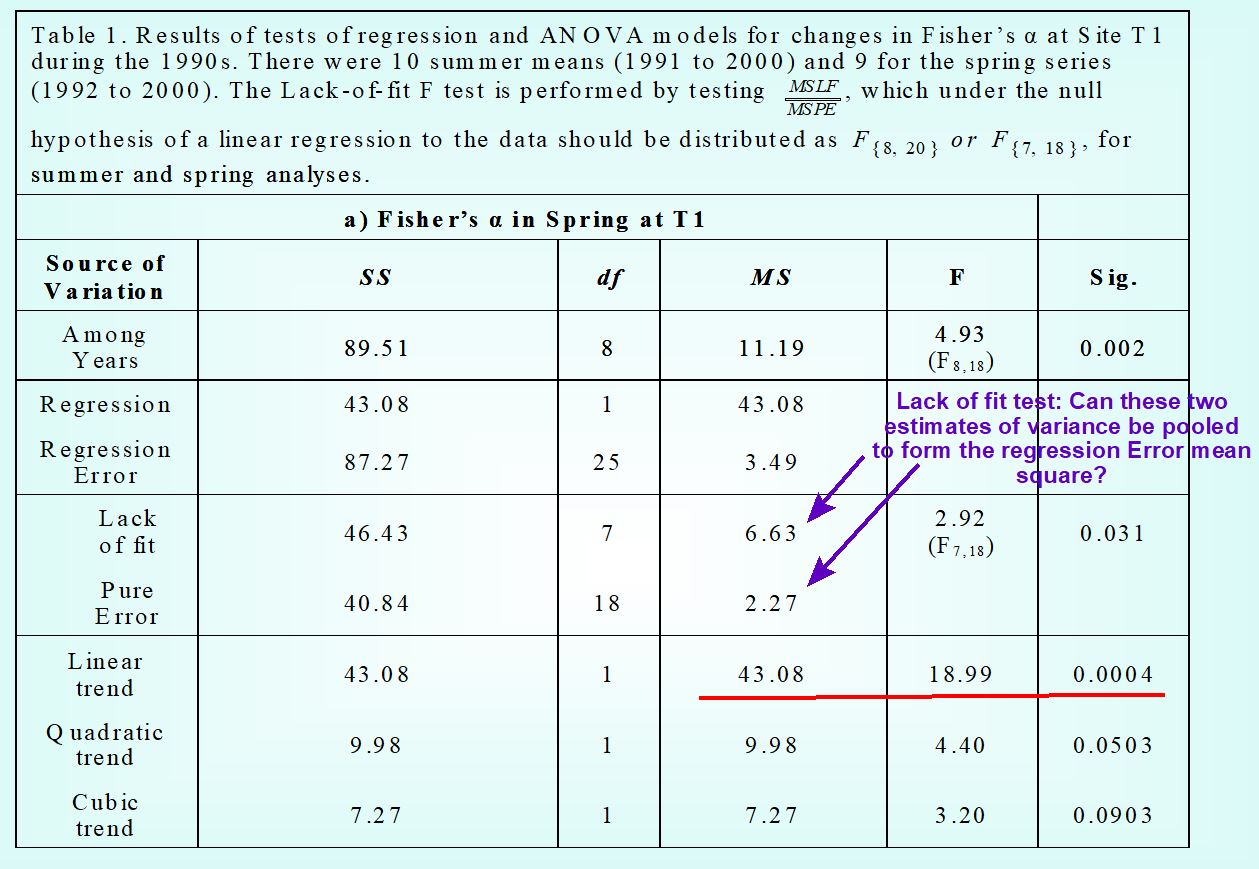 Table 1. Results of tests of regression and ANOVA models for changes in Fisher's α at Site T1
during the 1990s. There were 10 summer means (1991 to 2000) and 9 for the spring series
(1992 to 2000). The Lack-of-fit F test is performed by testing MSLF/MSPE, which under the null
hypothesis of a linear regression to the data should be distributed as F{8, 20} or F{7, 18}, for
summer and spring analyses.
a) Fisher's α in Spring at T1
Source of Variation SS df MS F Sig.
Among Years 89.51 8 11.19 4.93 (F8,18) 0.002
Regression 43.08 1 43.08
Lack of fit test: Can these two
estimates of variance be pooled
to form the regression Error mean
square?
Regression Error 87.27 25 3.49
Lack of fit 46.43 7 6.63 2.92 (F7,18) 0.031
Pure Error 40.84 18 2.27
Linear trend 43.08 1 43.08 18.99 0.0004
Quadratic trend 9.98 1 9.98 4.40 0.0503
Cubic trend 7.27 1 7.27 3.20 0.0903